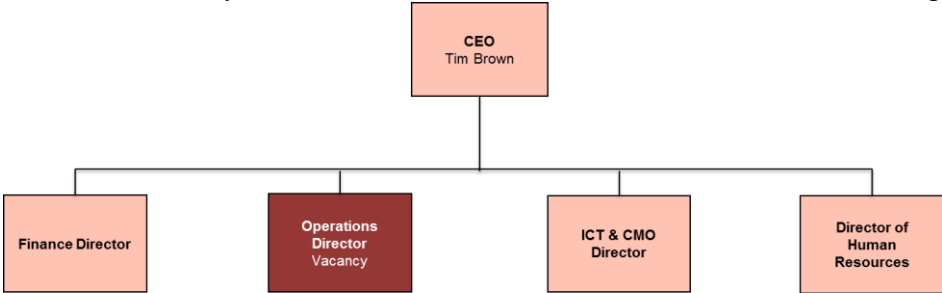 CEO
Tim Brown
Finance Director
Operations
Director
Vacancy
ICT & CMO
Director
Director of
Human
Resources